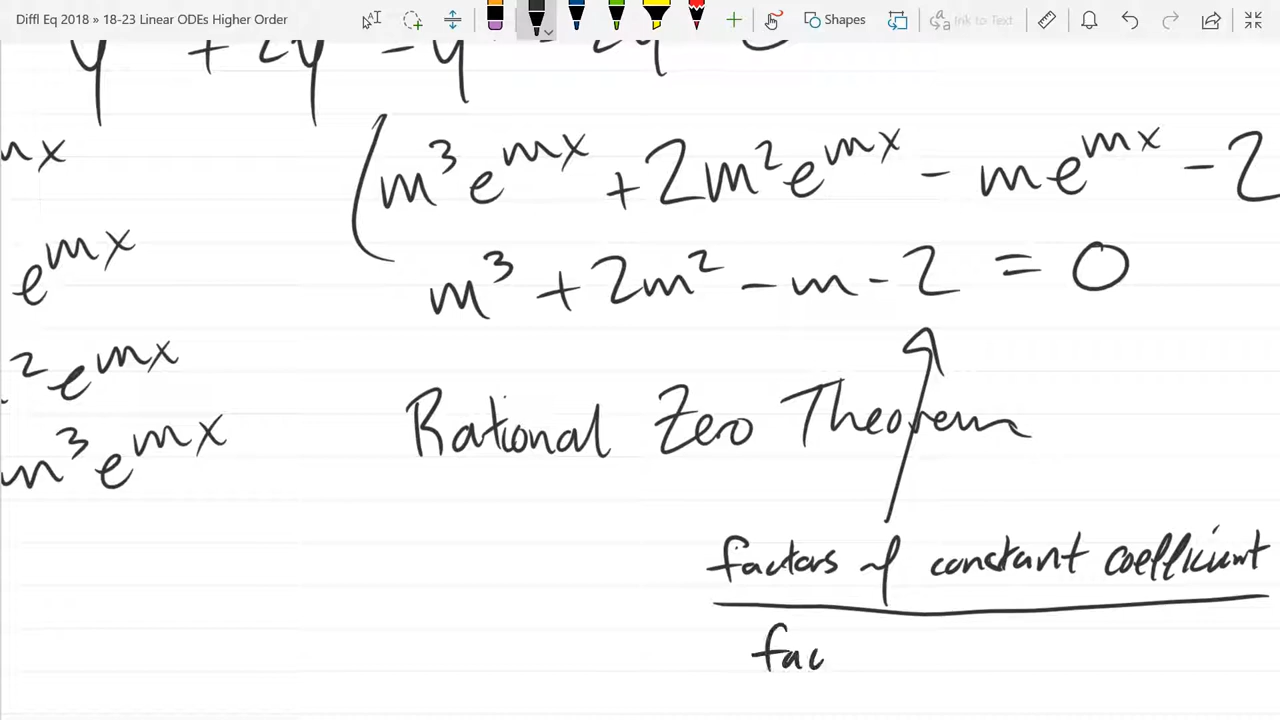 Diffl Eq 2018 » 18-23 Linear ODEs Higher Order
Shapes
Ink to Text
mx
(m³e^mx + 2m²e^mx - me^mx - 2
e^mx
m³ + 2m² - m - 2 = 0
²e^mx
Rational Zero Theorem
m³e^mx
factors of constant coefficient
fac